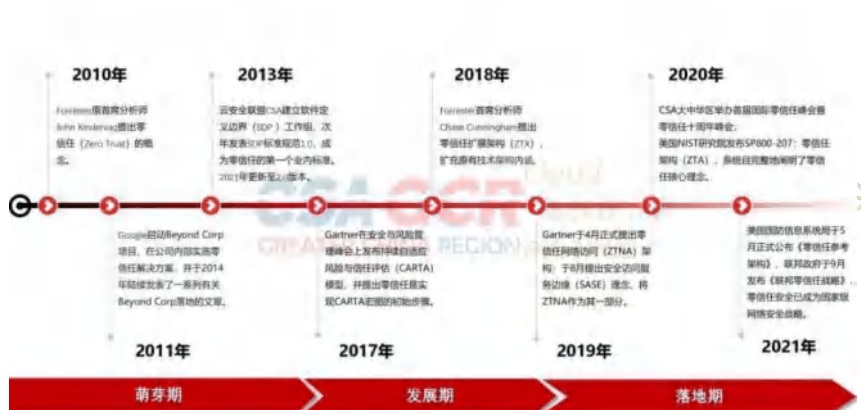 2010年
Forrester原首席分析师
John Kindervag提出零
信任（Zero Trust）的概
念。
2013年
云安全联盟CSA建立软件定
义边界（SDP）工作组，次
年发表SDP标准规范1.0，成
为零信任的第一个业内标准。
2021年更新至2.0版本。
2018年
Forrester首席分析师
Chase Cunningham提出
零信任扩展架构（ZTX），
扩充原有技术架构内涵。
2020年
CSA大中华区举办首届国际零信任峰会暨
零信任十周年峰会；
美国NIST研究院发布SP800-207：零信任
架构（ZTA），系统且完整地阐明了零信
任核心理念。
CSA GCR
GREATER CHINA REGION
Google启动Beyond Corp
项目，在公司内部实施零
信任解决方案，并于2014
年陆续发表了一系列有关
Beyond Corp落地的文章。
2011年
Gartner在安全与风险管
理峰会上发布持续自适应
风险与信任评估（CARTA）
模型，并提出零信任是实
现CARTA宏图的初始步骤。
2017年
Gartner于4月正式提出零
信任网络访问（ZTNA）架
构；于8月提出安全访问服
务边缘（SASE）理念，将
ZTNA作为其一部分。
2019年
美国国防信息系统局于5
月正式公布《零信任参考
架构》，联邦政府于9月
发布《联邦零信任战略》，
零信任安全已成为国家级
网络安全战略。
2021年
萌芽期
发展期
落地期